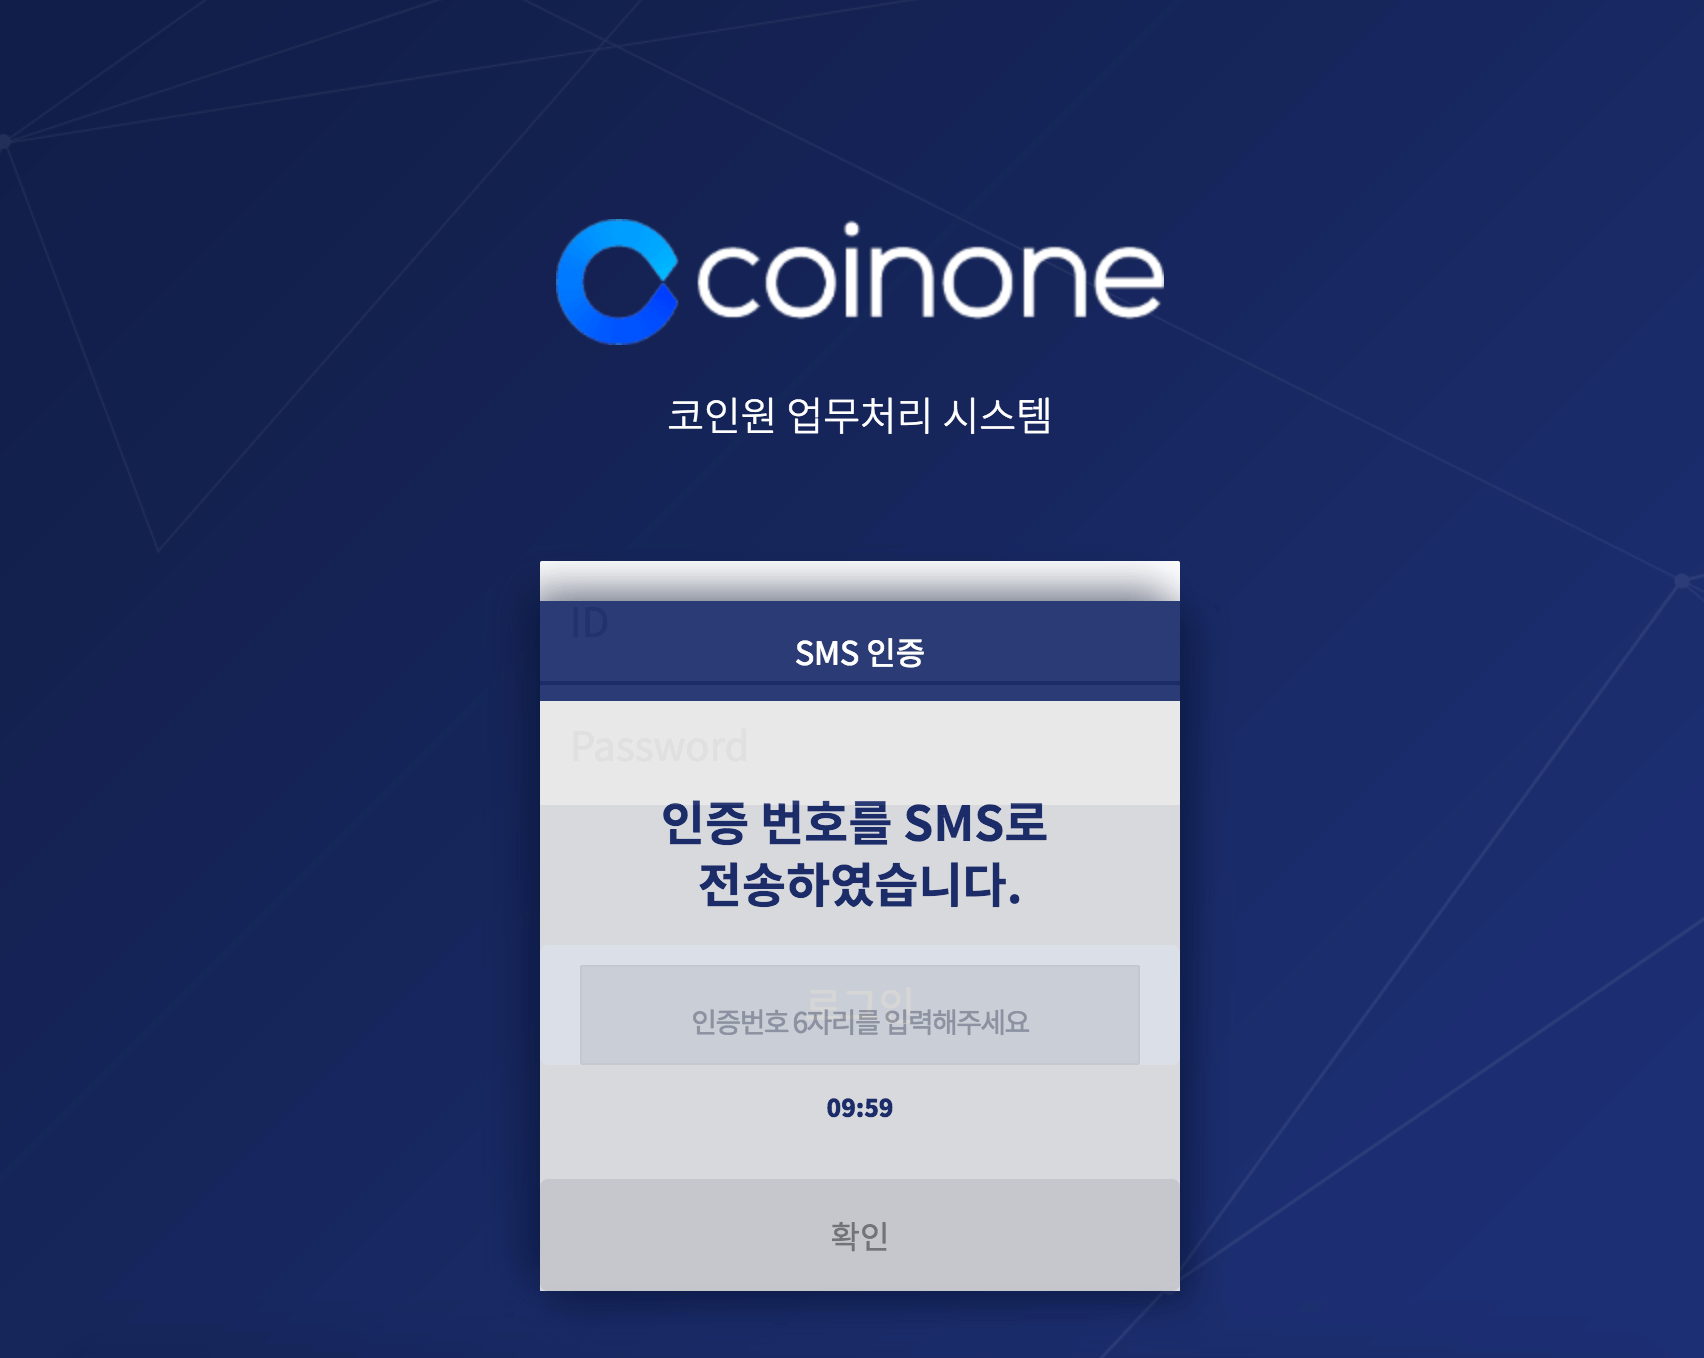 coinone
코인원 업무처리 시스템
ID
SMS 인증
Password
인증 번호를 SMS로
전송하였습니다.
로그인
인증번호 6자리를 입력해주세요
09:59
확인